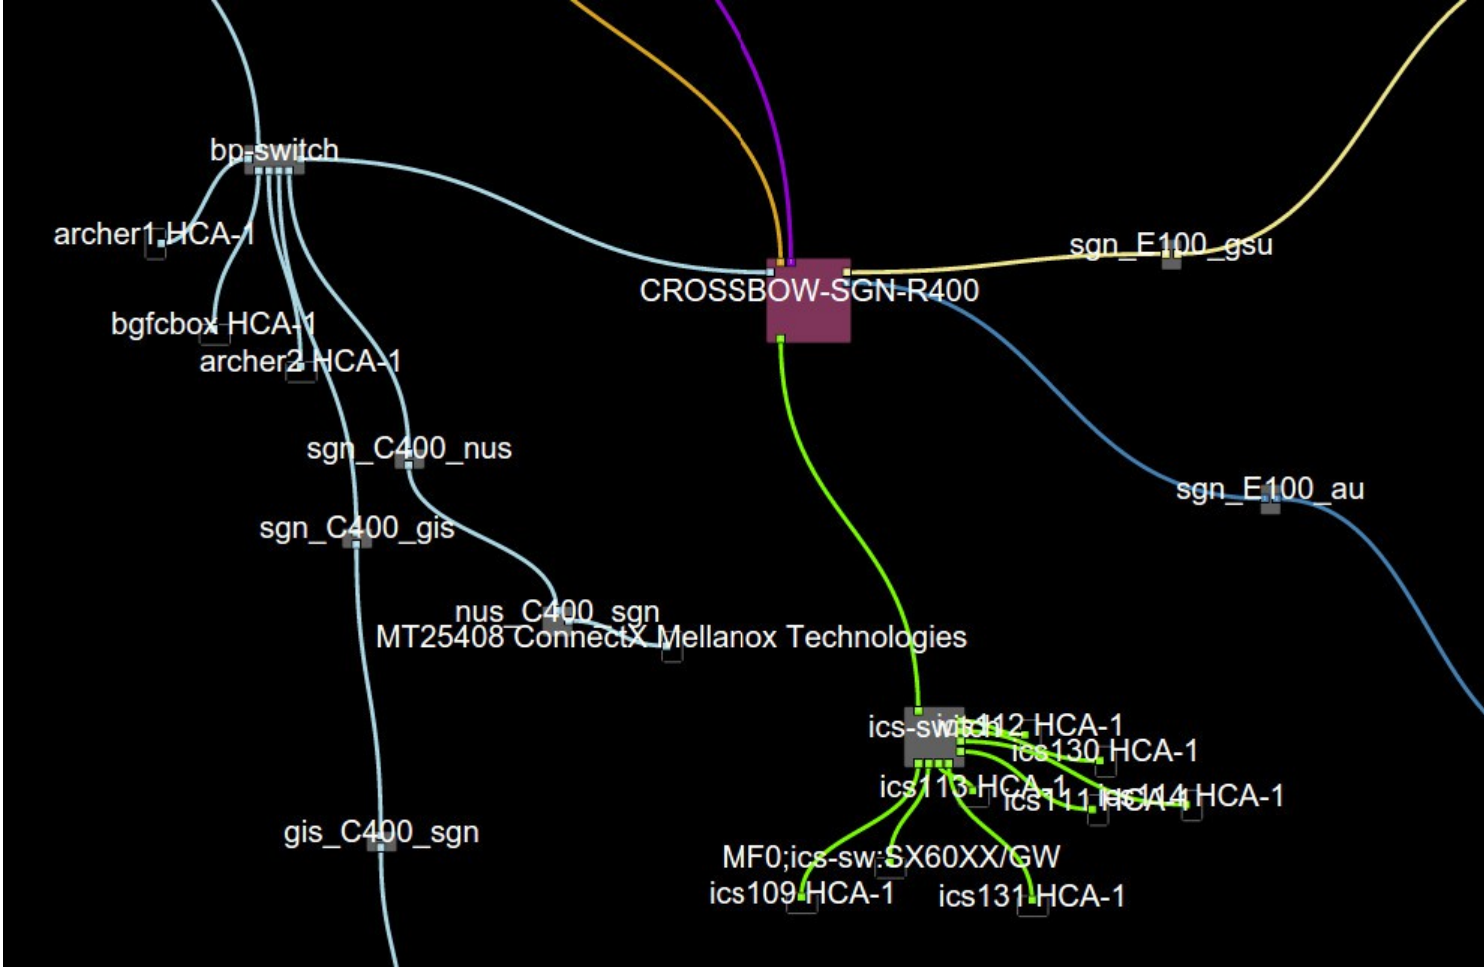 bp-switch
archer1 HCA-1
sgn_E100_gsu
CROSSBOW-SGN-R400
bgfcbox HCA-1
archer2 HCA-1
sgn_C400_nus
sgn_E100_au
sgn_C400_gis
nus_C400_sgn
MT25408 ConnectX Mellanox Technologies
ics-switch
ics112 HCA-1
ics130 HCA-1
ics113 HCA-1
ics111 HCA-1
ics114 HCA-1
gis_C400_sgn
MF0;ics-sw:SX60XX/GW
ics109 HCA-1
ics131 HCA-1